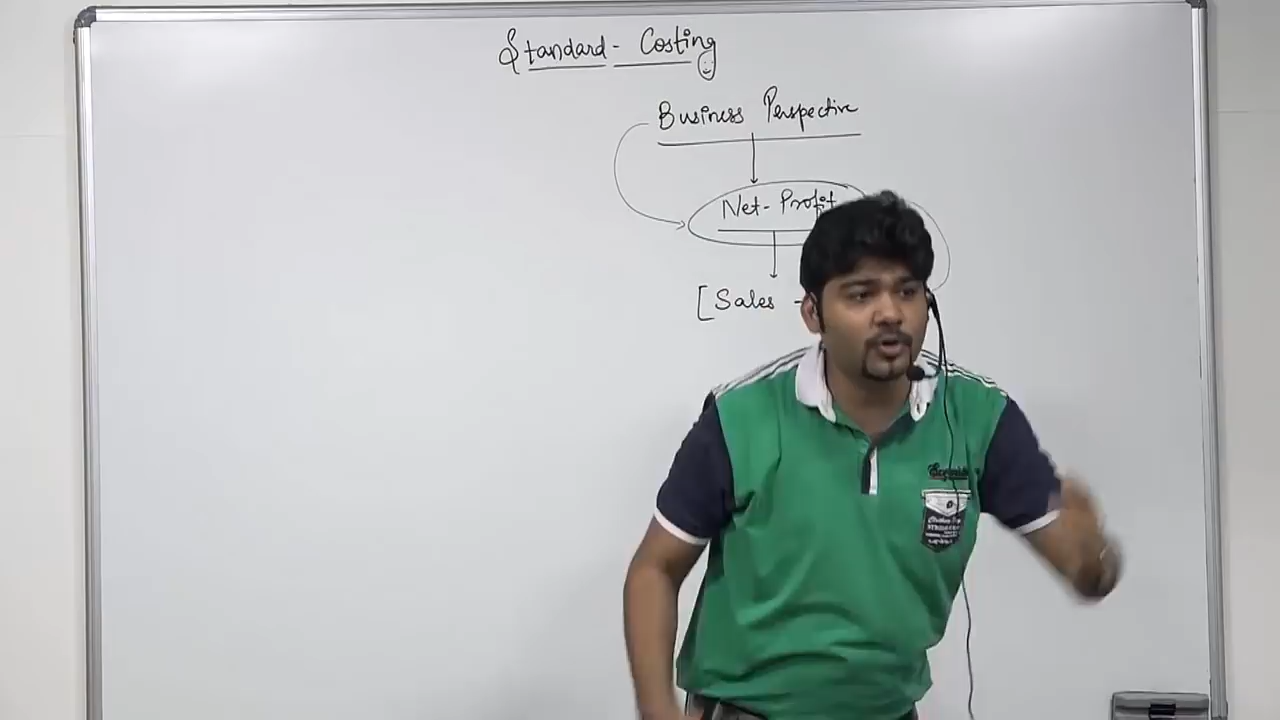 Standard - Costing
Business Perspective
Net - Profit
[Sales -